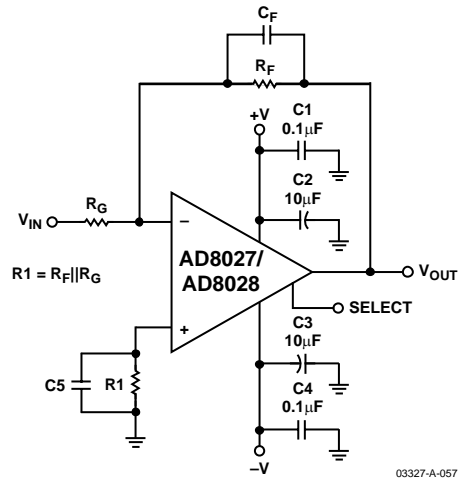 CF
RF
+V
C1
0.1μF
C2
10μF
RG
VIN
–
R1 = RF||RG
AD8027/
AD8028
VOUT
SELECT
+
C3
10μF
C5
R1
C4
0.1μF
–V
03327-A-057